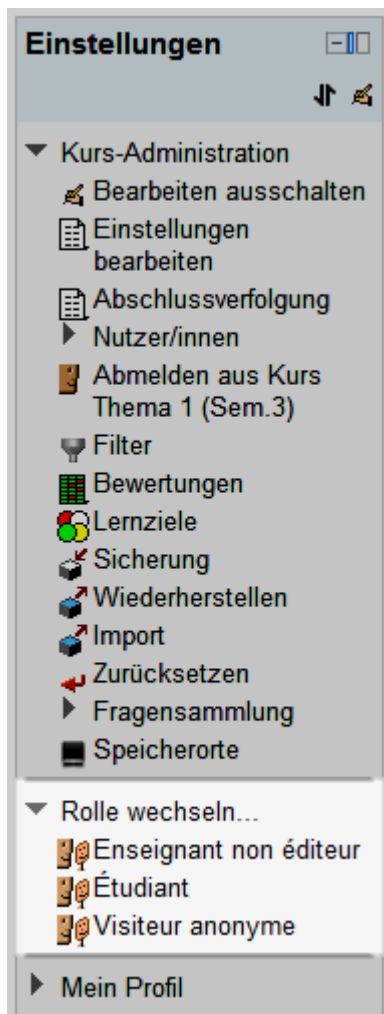 Einstellungen
Kurs-Administration
Bearbeiten ausschalten
Einstellungen
bearbeiten
Abschlussverfolgung
Nutzer/innen
Abmelden aus Kurs
Thema 1 (Sem.3)
Filter
Bewertungen
Lernziele
Sicherung
Wiederherstellen
Import
Zurücksetzen
Fragensammlung
Speicherorte
Rolle wechseln...
Enseignant non éditeur
Étudiant
Visiteur anonyme
Mein Profil